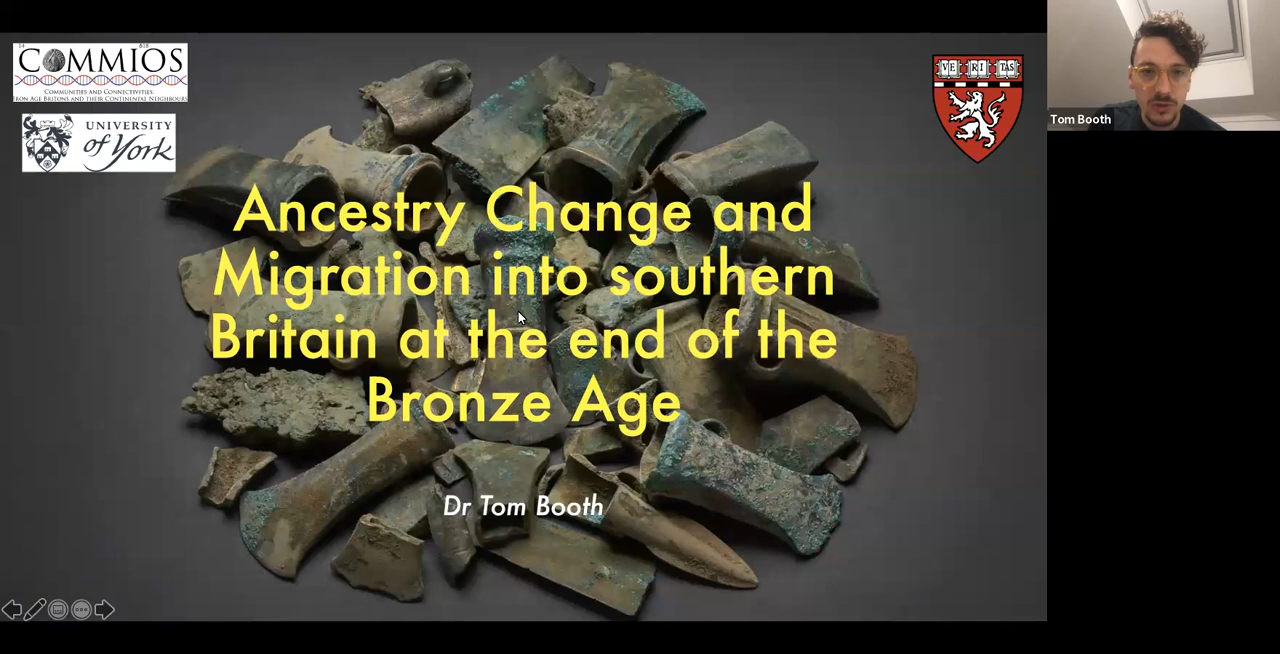 COMMIOS
COMMUNITIES AND CONNECTIVITIES:
IRON AGE BRITONS AND THEIR CONTINENTAL NEIGHBOURS
UNIVERSITY
of York
VE RI TAS
Ancestry Change and
Migration into southern
Britain at the end of the
Bronze Age
Dr Tom Booth
Tom Booth